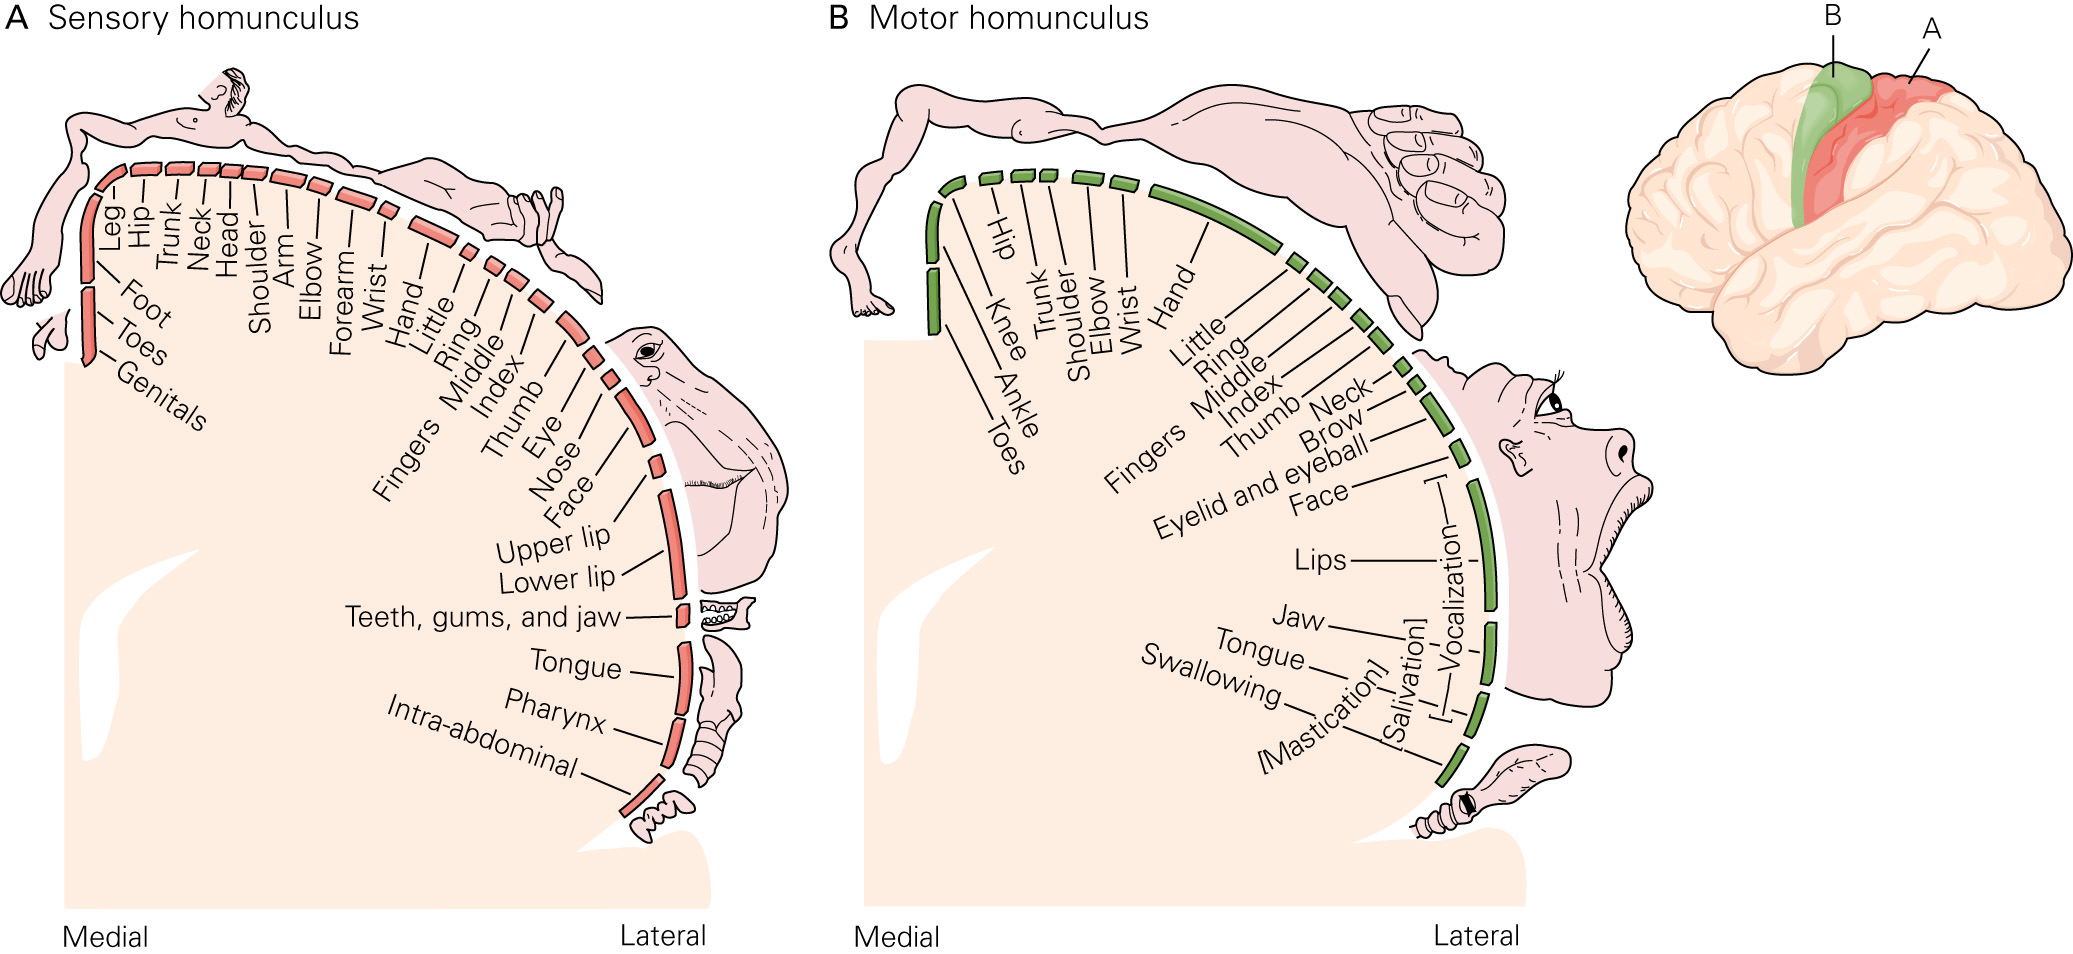 A Sensory homunculus
Leg
Hip
Trunk
Neck
Head
Shoulder
Arm
Elbow
Forearm
Wrist
Hand
Little
Ring
Middle
Index
Thumb
Fingers
Eye
Nose
Face
Upper lip
Lower lip
Teeth, gums, and jaw
Tongue
Pharynx
Intra-abdominal
Foot
Toes
Genitals
Medial
Lateral
B Motor homunculus
Hip
Trunk
Shoulder
Elbow
Wrist
Hand
Little
Ring
Middle
Index
Thumb
Fingers
Neck
Brow
Eyelid and eyeball
Face
Lips
Jaw
Tongue
Swallowing
[Mastication]
[Salivation]
[Vocalization]
Knee
Ankle
Toes
Medial
Lateral
B
A